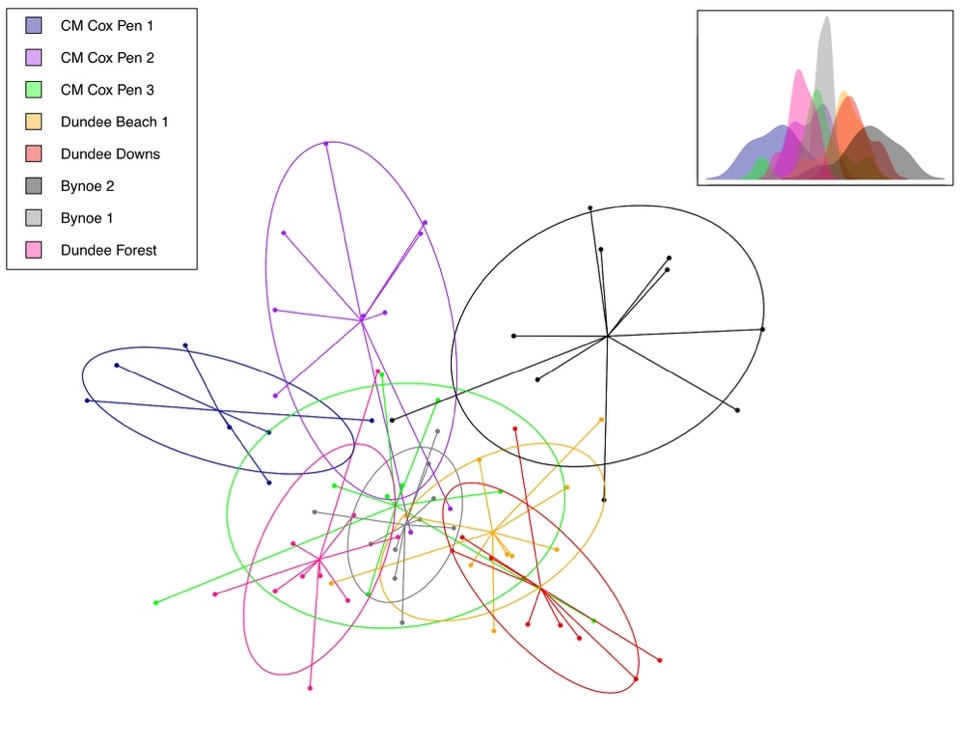 CM Cox Pen 1
CM Cox Pen 2
CM Cox Pen 3
Dundee Beach 1
Dundee Downs
Bynoe 2
Bynoe 1
Dundee Forest